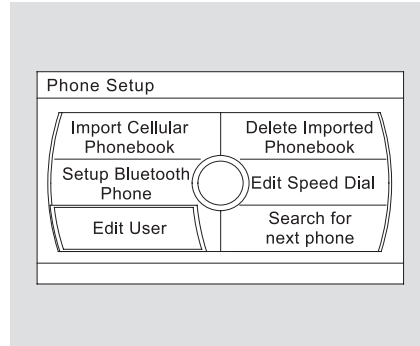 Phone Setup
Import Cellular
Phonebook
Delete Imported
Phonebook
Setup Bluetooth
Phone
Edit Speed Dial
Edit User
Search for
next phone